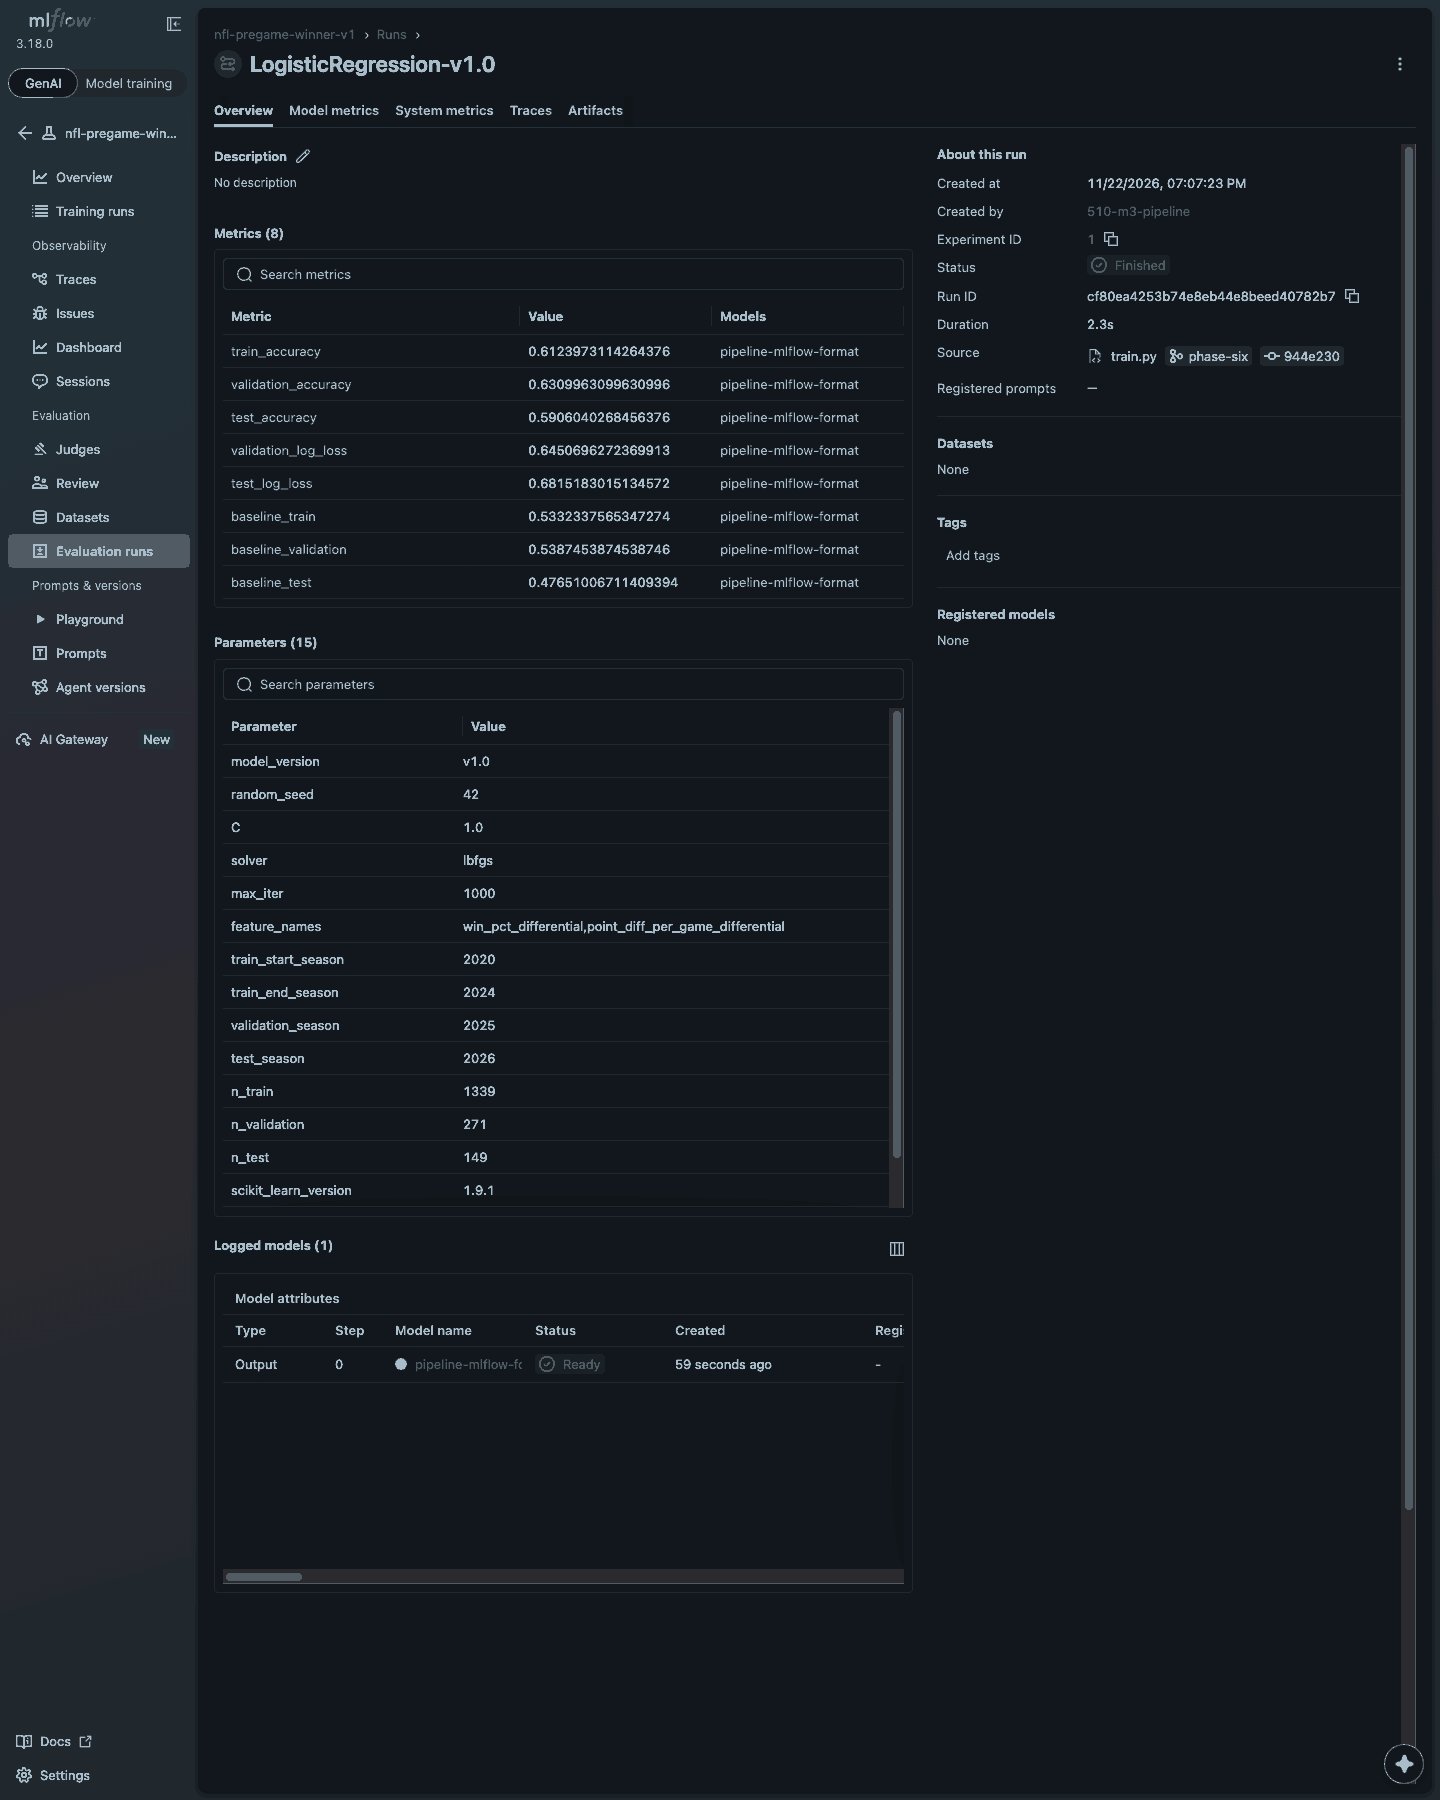 mlflow
3.18.0
GenAI
Model training
nfl-pregame-win...
Overview
Training runs
Observability
Traces
Issues
Dashboard
Sessions
Evaluation
Judges
Review
Datasets
Evaluation runs
Prompts & versions
Playground
Prompts
Agent versions
AI Gateway New
Docs
Settings
nfl-pregame-winner-v1 › Runs ›
LogisticRegression-v1.0
Overview Model metrics System metrics Traces Artifacts
Description
No description
Metrics (8)
Search metrics
Metric Value Models
train_accuracy 0.6123973114264376 pipeline-mlflow-format
validation_accuracy 0.6309963099630996 pipeline-mlflow-format
test_accuracy 0.5906040268456376 pipeline-mlflow-format
validation_log_loss 0.6450696272369913 pipeline-mlflow-format
test_log_loss 0.6815183015134572 pipeline-mlflow-format
baseline_train 0.5332337565347274 pipeline-mlflow-format
baseline_validation 0.5387453874538746 pipeline-mlflow-format
baseline_test 0.47651006711409394 pipeline-mlflow-format
Parameters (15)
Search parameters
Parameter Value
model_version v1.0
random_seed 42
C 1.0
solver lbfgs
max_iter 1000
feature_names win_pct_differential,point_diff_per_game_differential
train_start_season 2020
train_end_season 2024
validation_season 2025
test_season 2026
n_train 1339
n_validation 271
n_test 149
scikit_learn_version 1.9.1
Logged models (1)
Model attributes
Type Step Model name Status Created Regi
Output 0 pipeline-mlflow-fo Ready 59 seconds ago -
About this run
Created at 11/22/2026, 07:07:23 PM
Created by 510-m3-pipeline
Experiment ID 1
Status Finished
Run ID cf80ea4253b74e8eb44e8beed40782b7
Duration 2.3s
Source train.py phase-six 944e230
Registered prompts —
Datasets
None
Tags
Add tags
Registered models
None